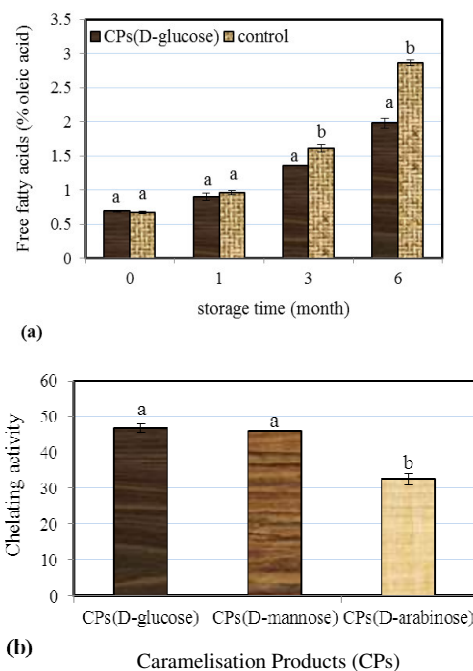 3.5
CPs(D-glucose) control
3
b
2.5
a
2
b
1.5
a
a a
1
a a
0.5
0
0 1 3 6
Free fatty acids (% oleic acid)
storage time (month)
(a)
60
50
a a
40
b
30
20
10
0
Chelating activity
CPs(D-glucose) CPs(D-mannose) CPs(D-arabinose)
(b)
Caramelisation Products (CPs)